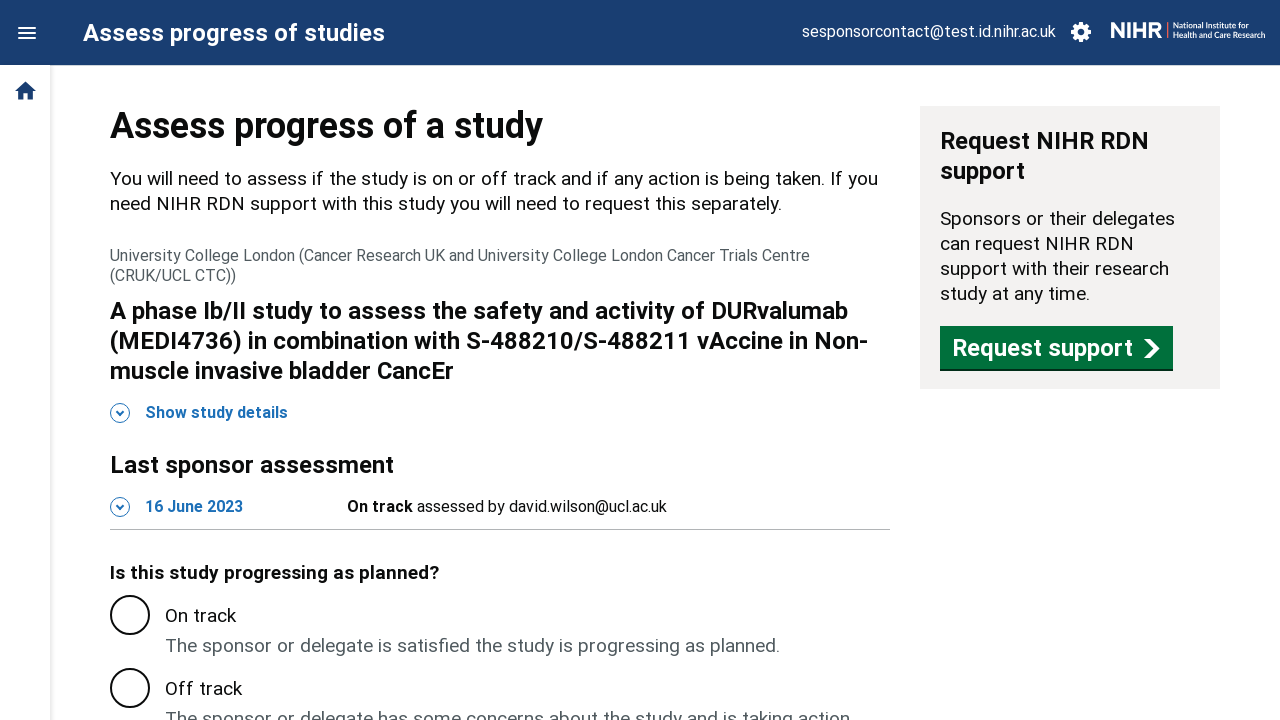 Assess progress of studies
sesponsorcontact@test.id.nihr.ac.uk
NIHR | National Institute for
Health and Care Research
Assess progress of a study
You will need to assess if the study is on or off track and if any action is being taken. If you
need NIHR RDN support with this study you will need to request this separately.
University College London (Cancer Research UK and University College London Cancer Trials Centre
(CRUK/UCL CTC))
A phase Ib/II study to assess the safety and activity of DURvalumab
(MEDI4736) in combination with S-488210/S-488211 vAccine in Non-
muscle invasive bladder CancEr
Show study details
Last sponsor assessment
16 June 2023 On track assessed by david.wilson@ucl.ac.uk
Is this study progressing as planned?
On track
The sponsor or delegate is satisfied the study is progressing as planned.
Off track
The sponsor or delegate has some concerns about the study and is taking action
Request NIHR RDN
support
Sponsors or their delegates
can request NIHR RDN
support with their research
study at any time.
Request support